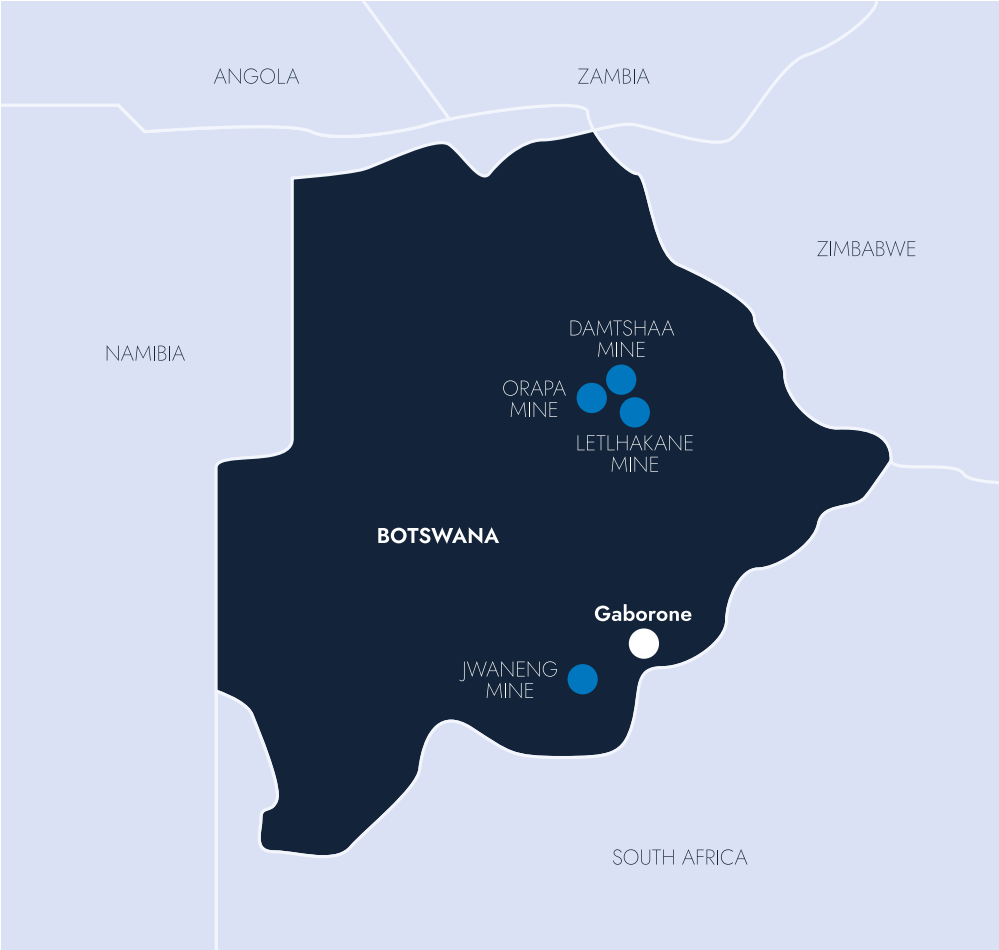 ANGOLA
ZAMBIA
ZIMBABWE
NAMIBIA
DAMTSHAA
MINE
ORAPA
MINE
LETLHAKANE
MINE
BOTSWANA
Gaborone
JWANENG
MINE
SOUTH AFRICA